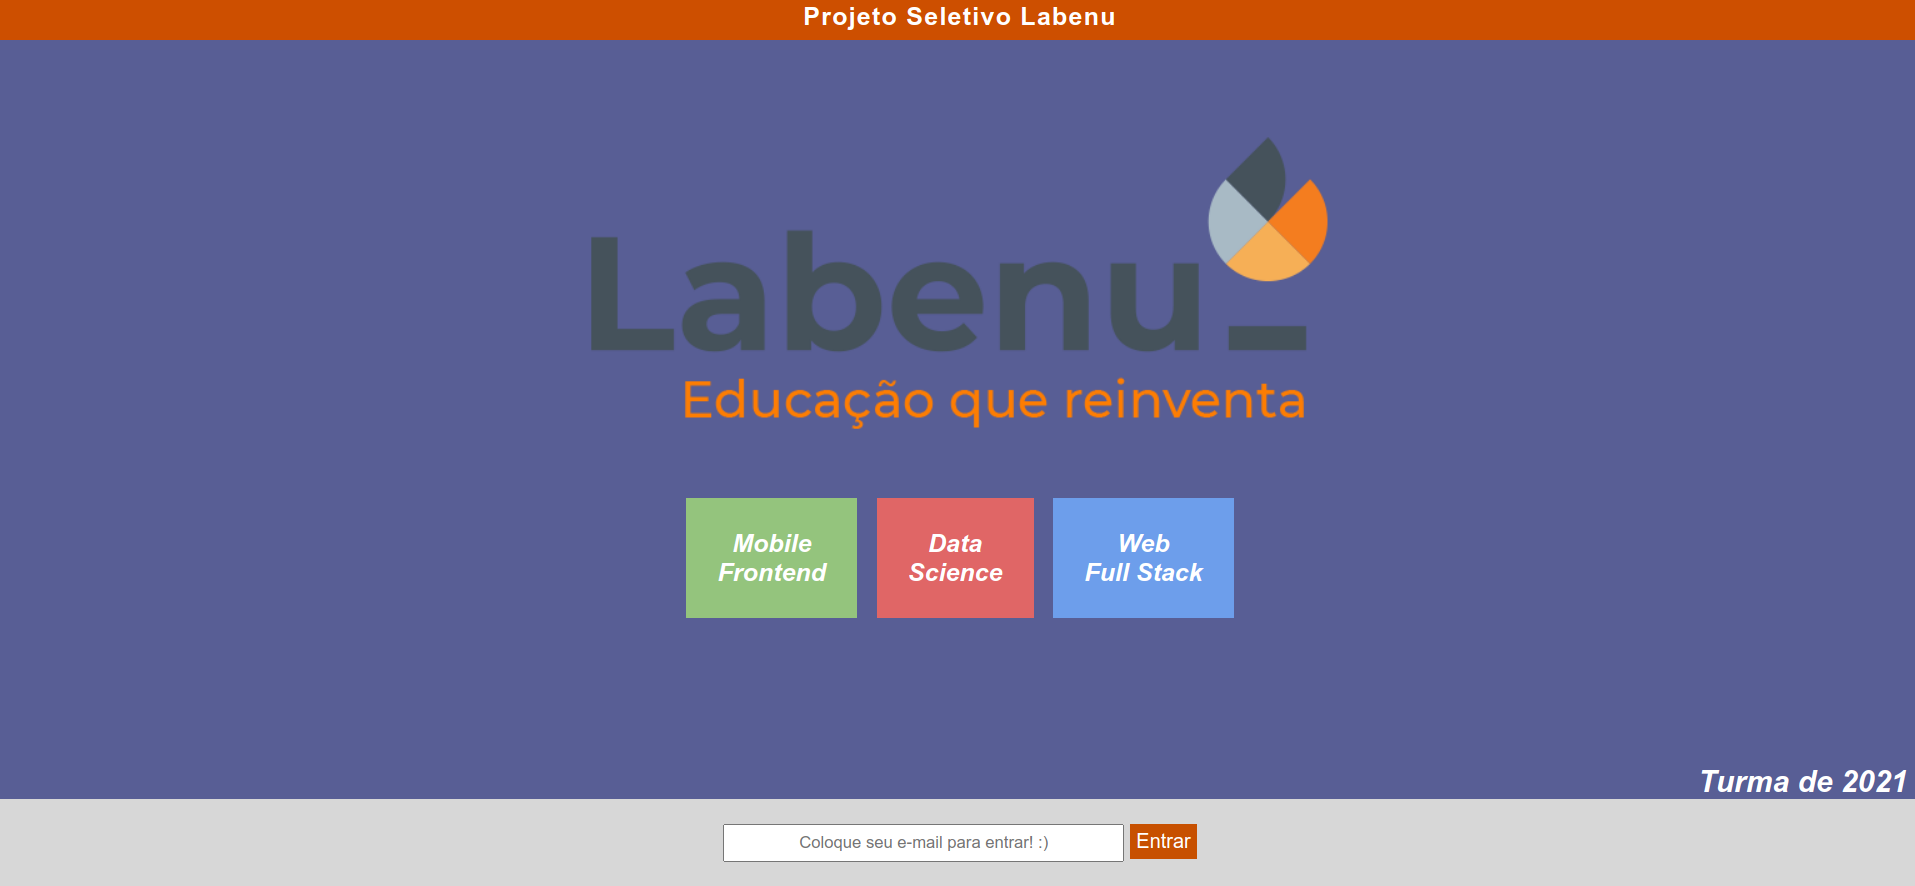 Projeto Seletivo Labenu
Labenu_
Educação que reinventa
Mobile
Frontend
Data
Science
Web
Full Stack
Turma de 2021
Coloque seu e-mail para entrar! :)
Entrar